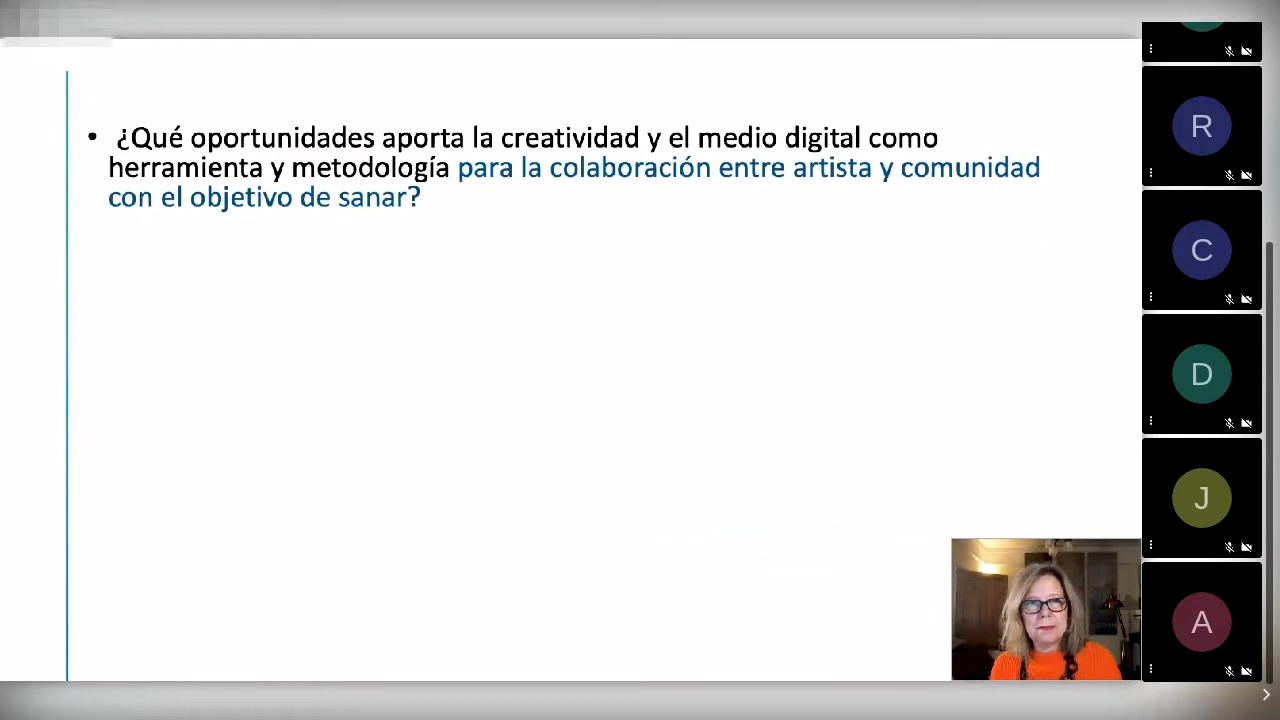 • ¿Qué oportunidades aporta la creatividad y el medio digital como
herramienta y metodología para la colaboración entre artista y comunidad
con el objetivo de sanar?
R
C
D
J
A